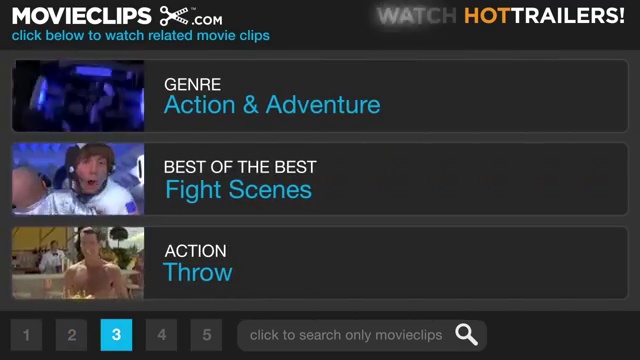 MOVIECLIPS .COM™
WATCH HOTTRAILERS!
click below to watch related movie clips
GENRE
Action & Adventure
BEST OF THE BEST
Fight Scenes
ACTION
Throw
1 2 3 4 5 click to search only movieclips